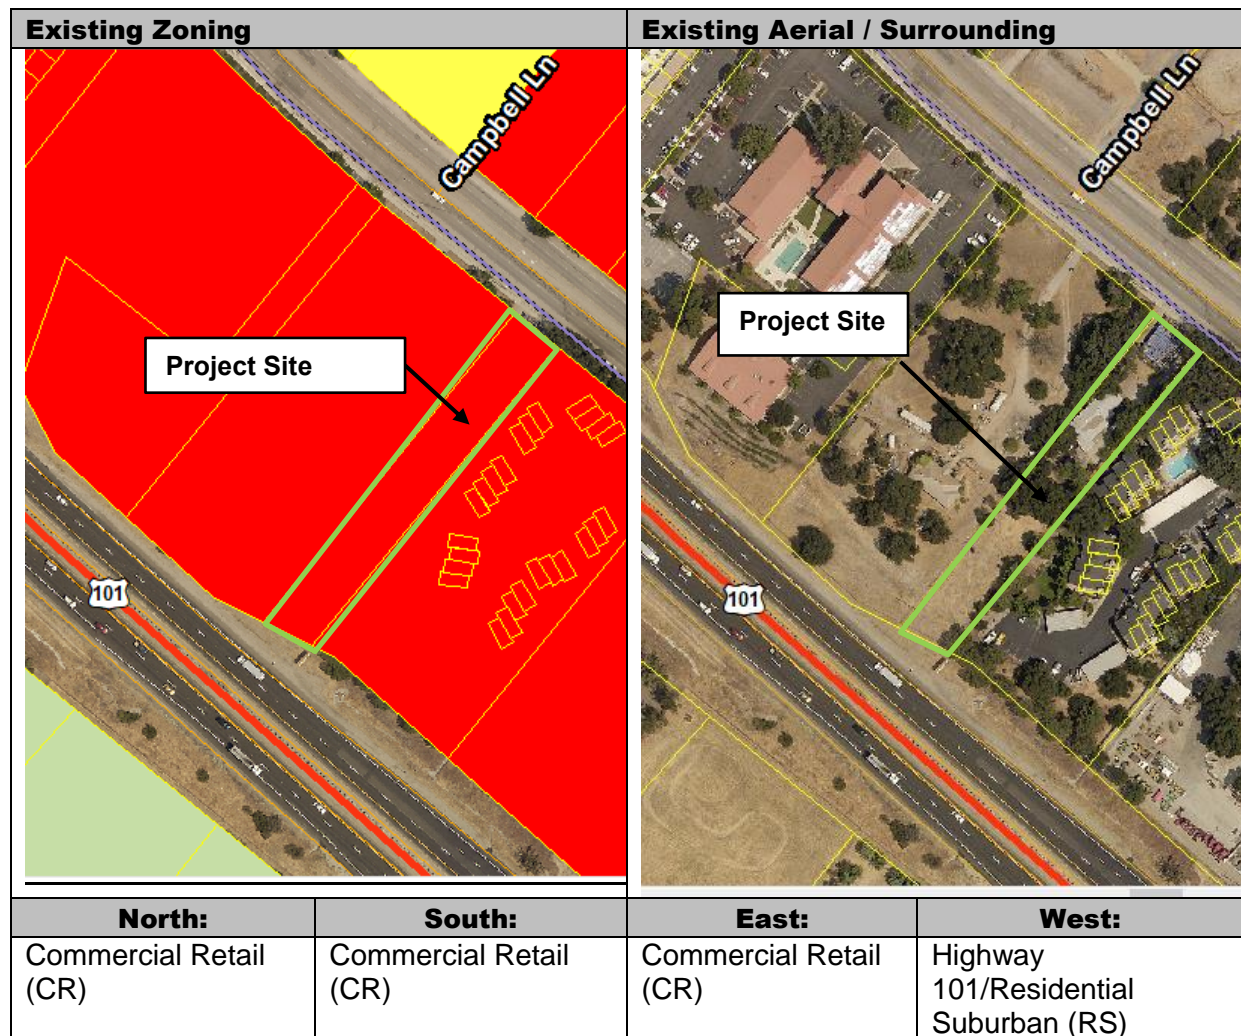 Existing Zoning
Existing Aerial / Surrounding
Campbell Ln
Project Site
101
Campbell Ln
Project Site
101
North:
South:
East:
West:
Commercial Retail
(CR)
Commercial Retail
(CR)
Commercial Retail
(CR)
Highway
101/Residential
Suburban (RS)